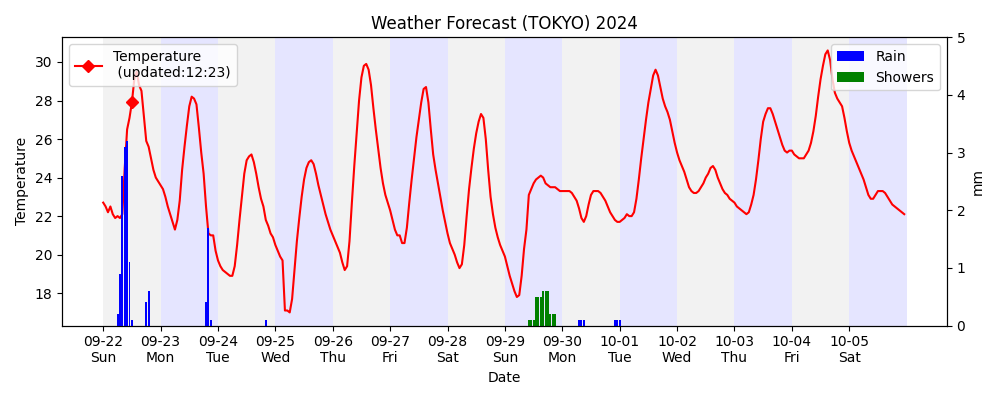 Weather Forecast (TOKYO) 2024
Temperature
(updated:12:23)
Rain
Showers
Temperature
30
28
26
24
22
20
18
5
4
3
2
1
0
mm
09-22 09-23 09-24 09-25 09-26 09-27 09-28 09-29 09-30 10-01 10-02 10-03 10-04 10-05
Sun Mon Tue Wed Thu Fri Sat Sun Mon Tue Wed Thu Fri Sat
Date